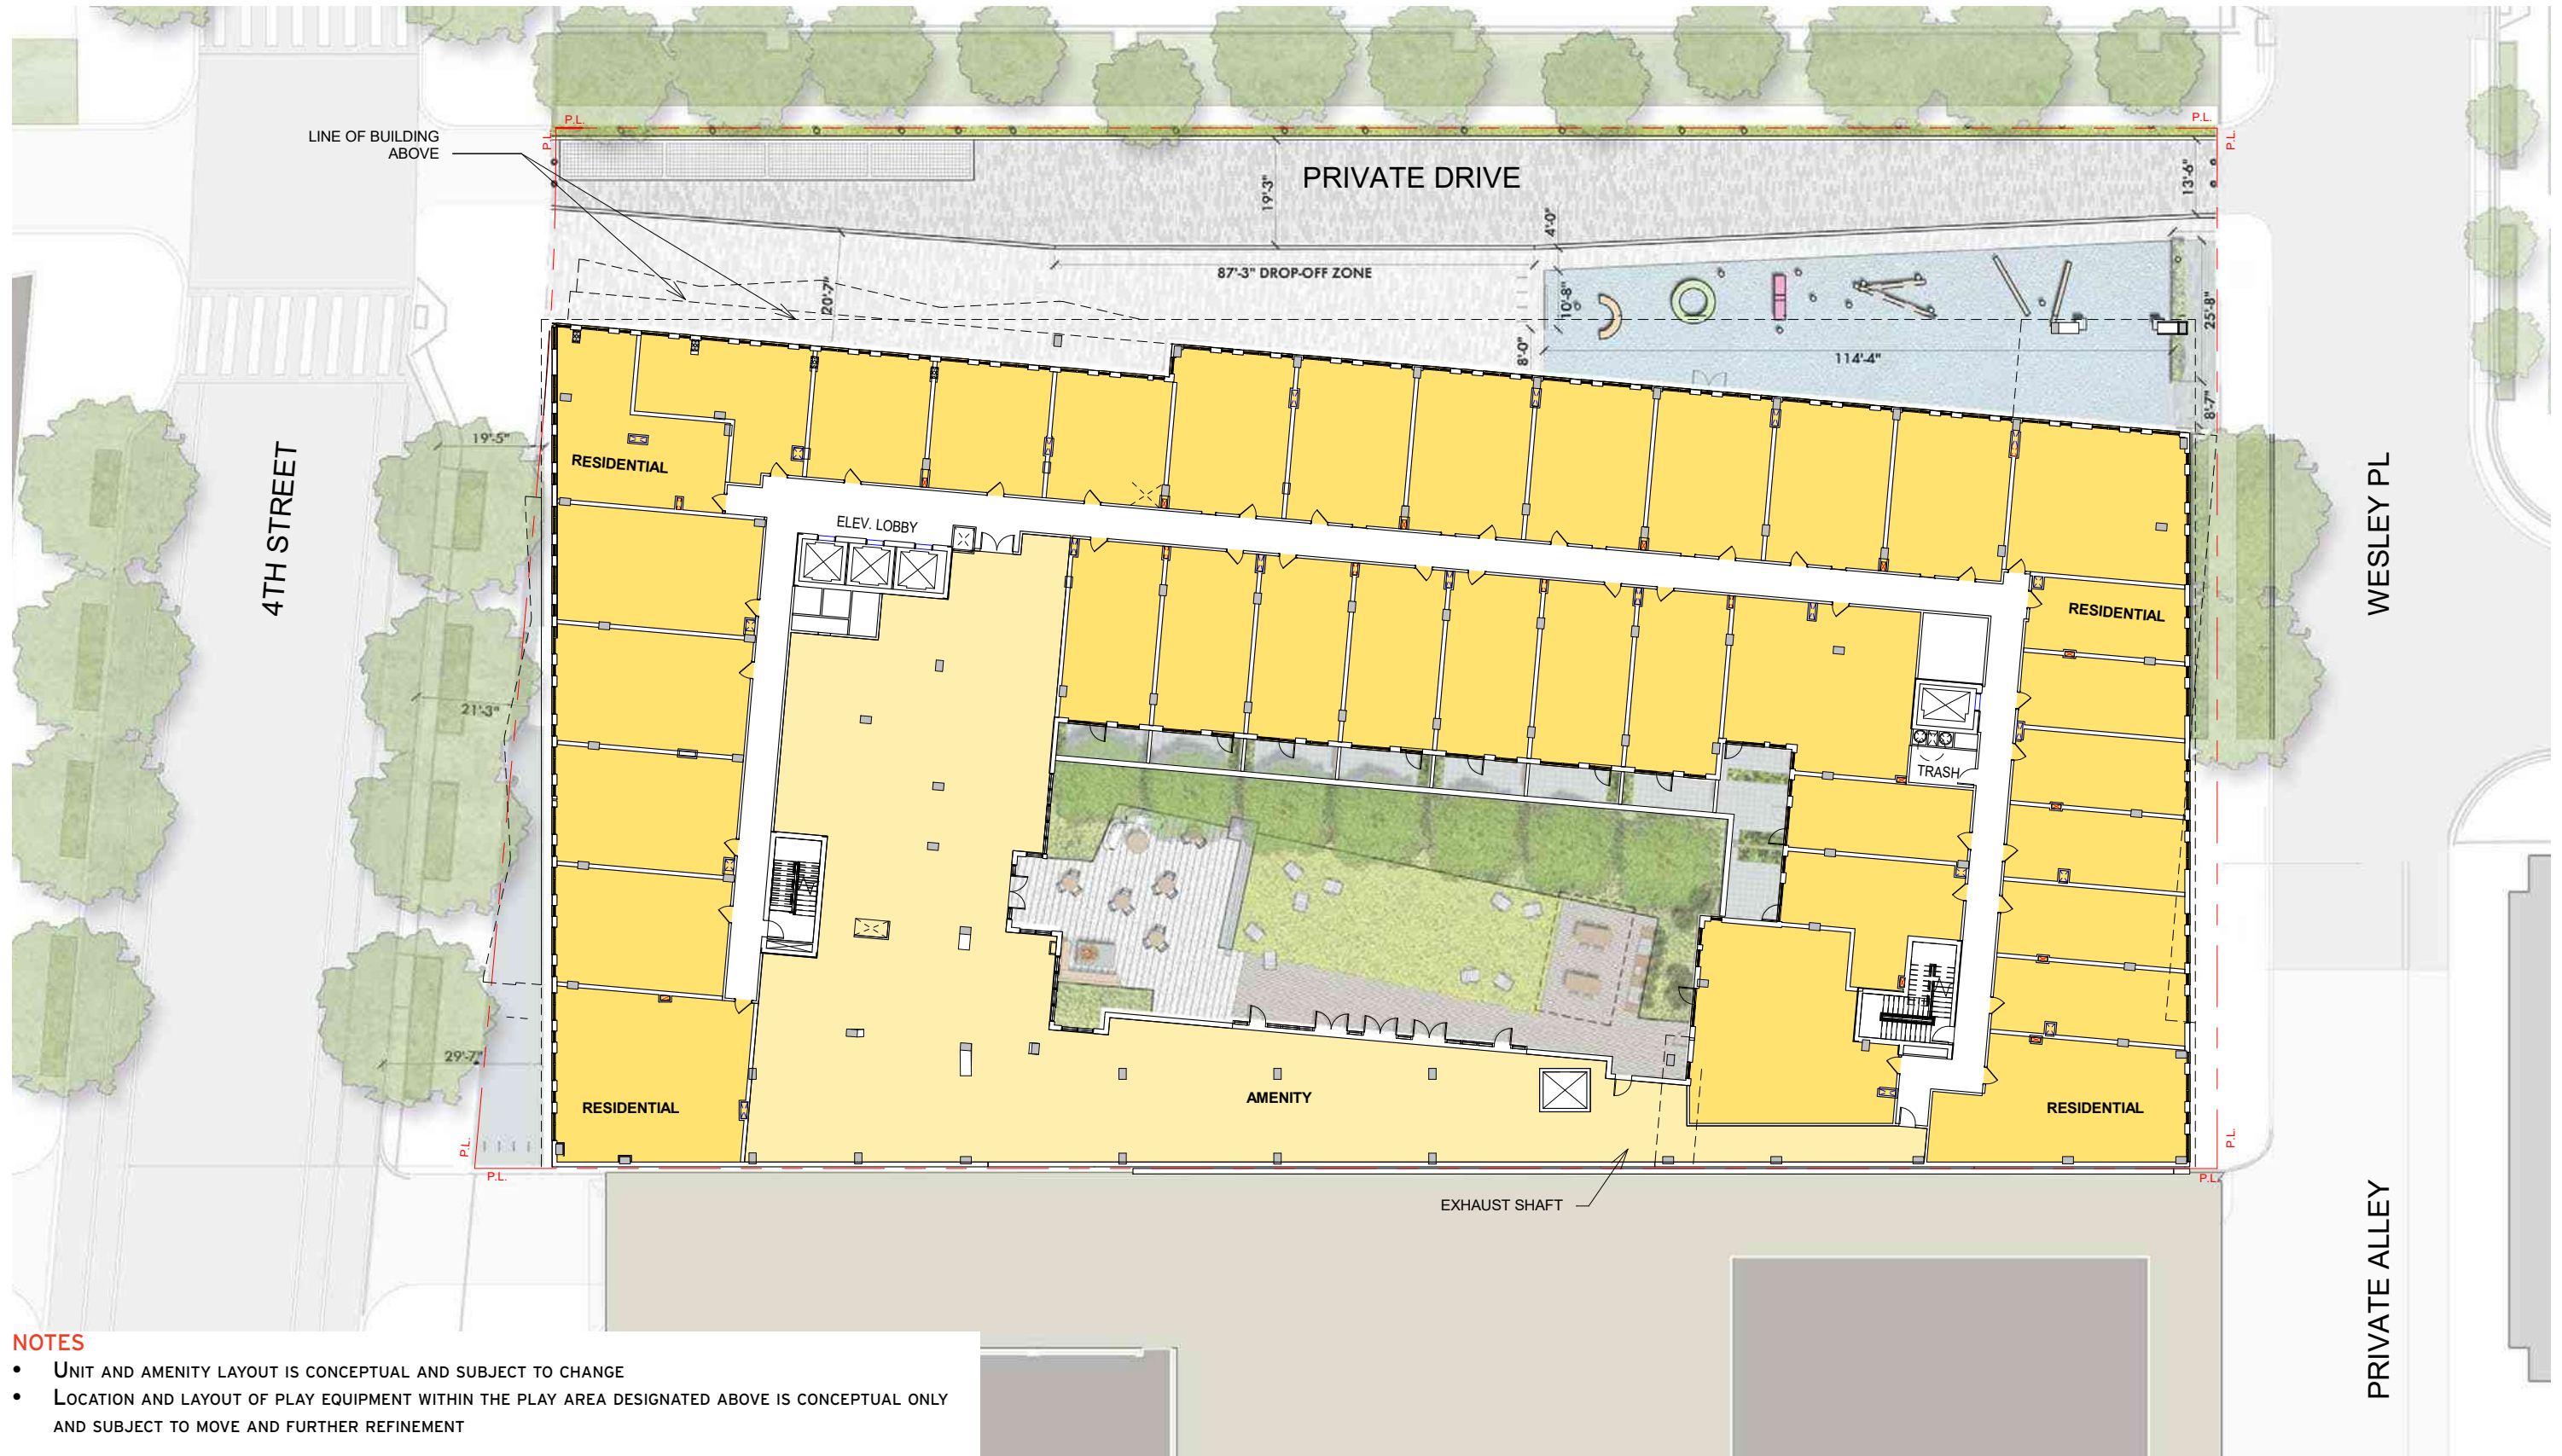 P.L.
P.L.
P.L.
P.L.
LINE OF BUILDING
ABOVE
PRIVATE DRIVE
19'-3"
13'-6"
4'-0"
87'-3" DROP-OFF ZONE
20'-7"
10'-8"
25'-8"
8'-0"
114'-4"
8'-7"
19'-5"
RESIDENTIAL
4TH STREET
ELEV. LOBBY
WESLEY PL
RESIDENTIAL
21'-3"
TRASH
29'-7"
RESIDENTIAL
AMENITY
RESIDENTIAL
P.L.
P.L.
P.L.
P.L.
EXHAUST SHAFT
PRIVATE ALLEY
NOTES
• UNIT AND AMENITY LAYOUT IS CONCEPTUAL AND SUBJECT TO CHANGE
• LOCATION AND LAYOUT OF PLAY EQUIPMENT WITHIN THE PLAY AREA DESIGNATED ABOVE IS CONCEPTUAL ONLY
AND SUBJECT TO MOVE AND FURTHER REFINEMENT